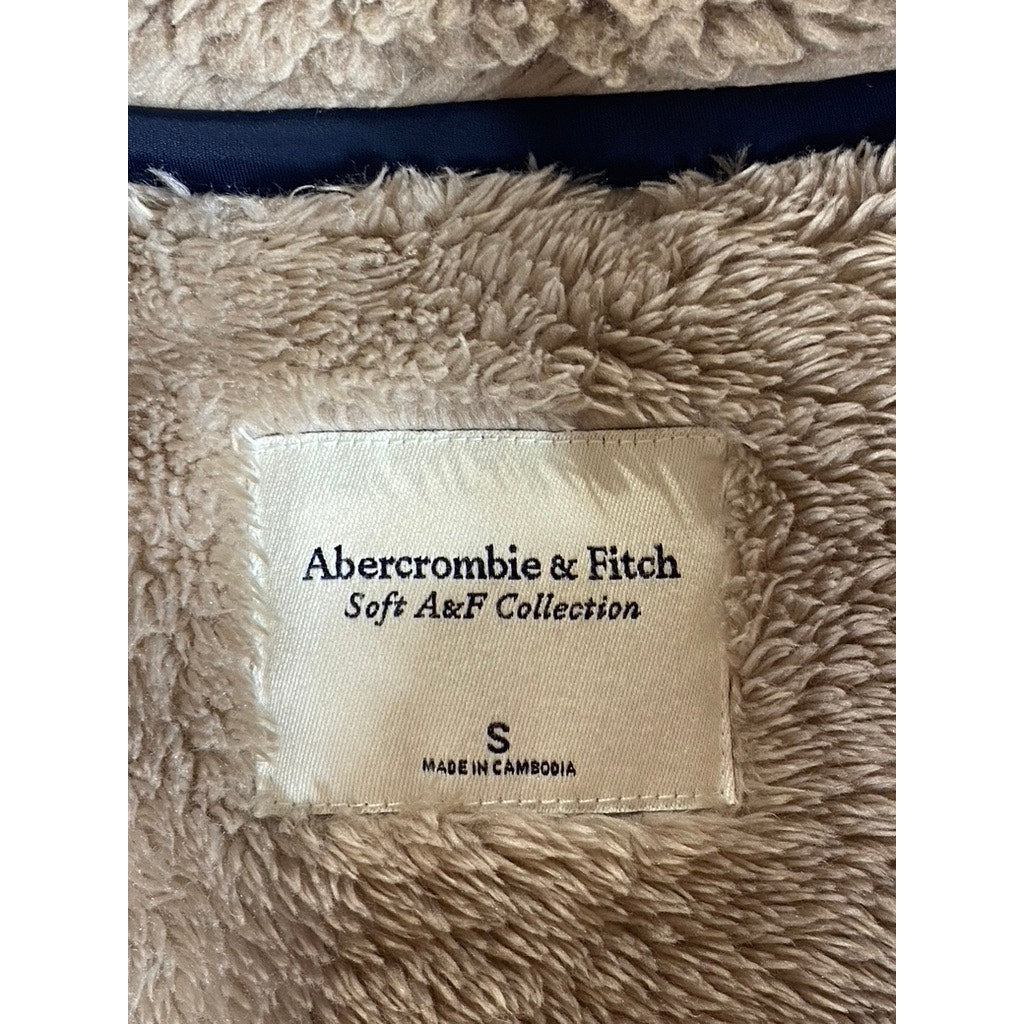 Abercrombie & Fitch
Soft A&F Collection
S
MADE IN CAMBODIA